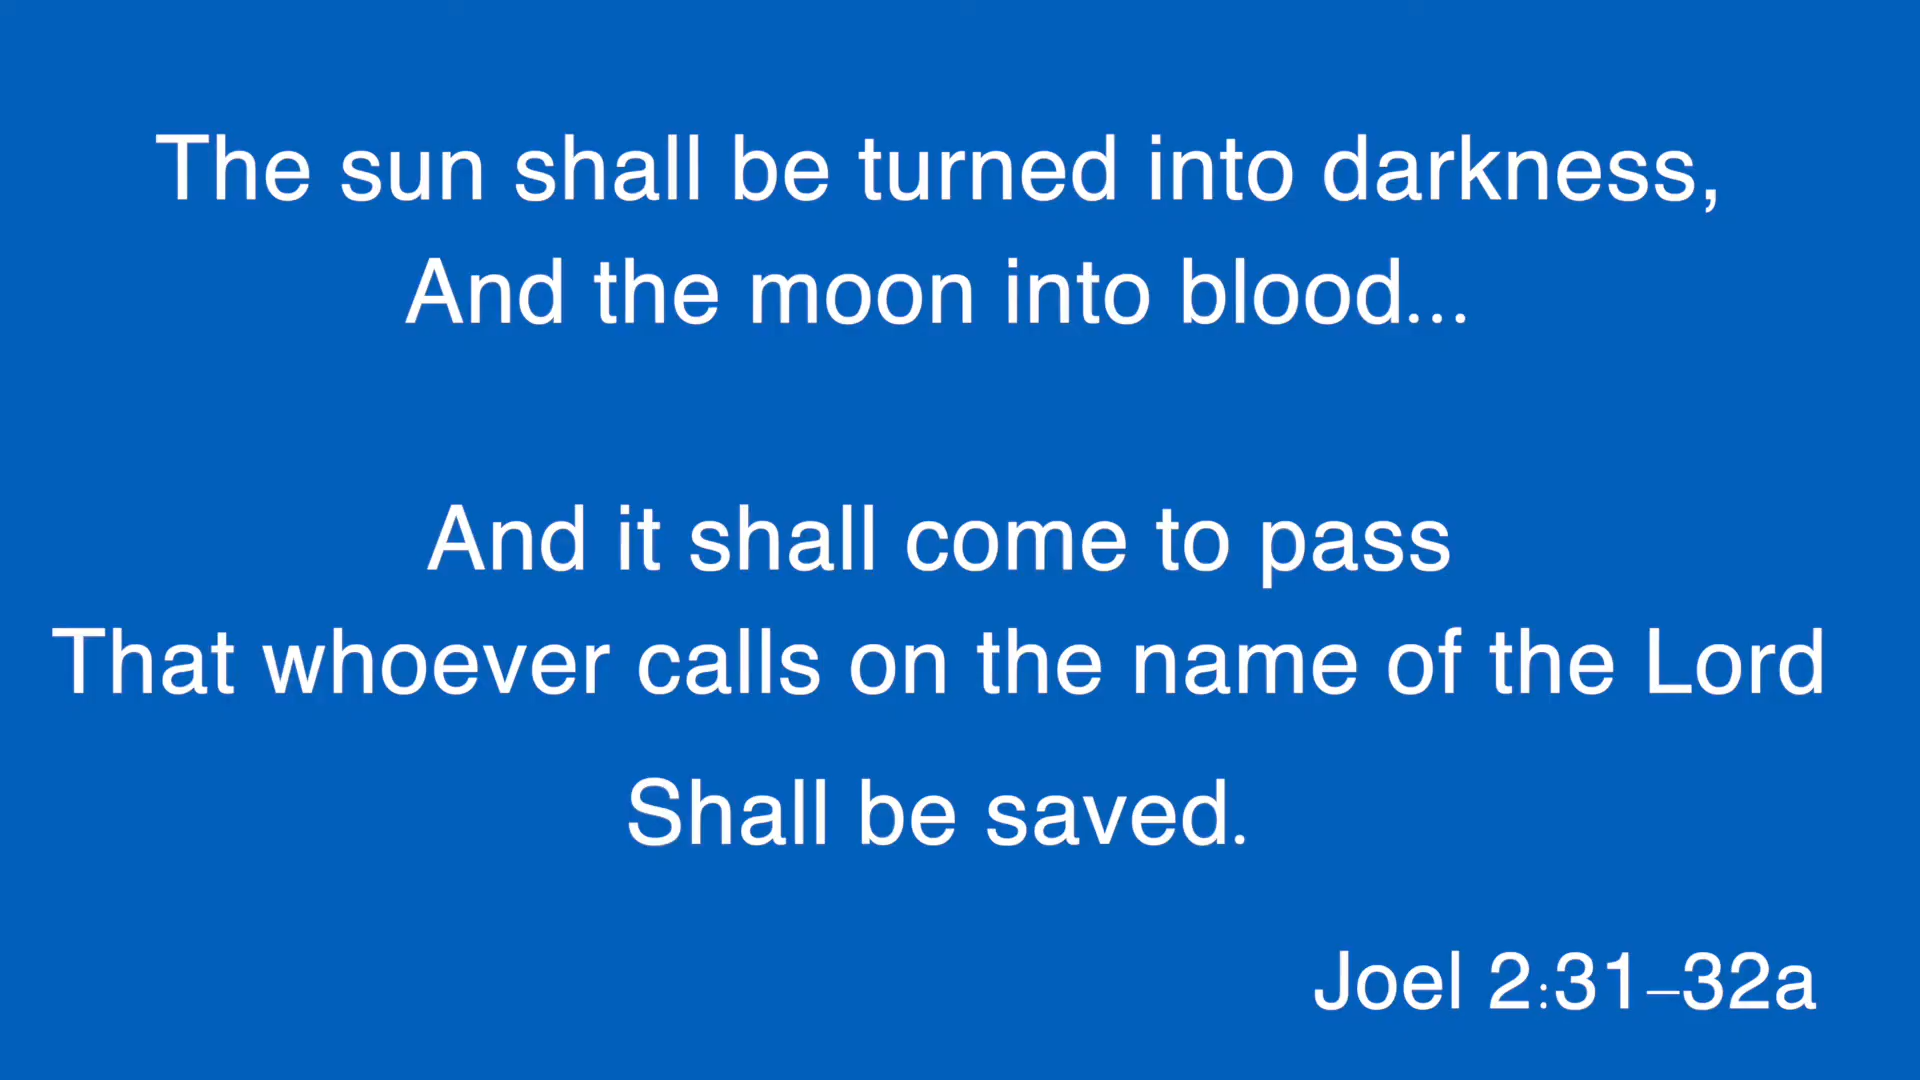 The sun shall be turned into darkness,
And the moon into blood...
And it shall come to pass
That whoever calls on the name of the Lord
Shall be saved.
Joel 2:31–32a